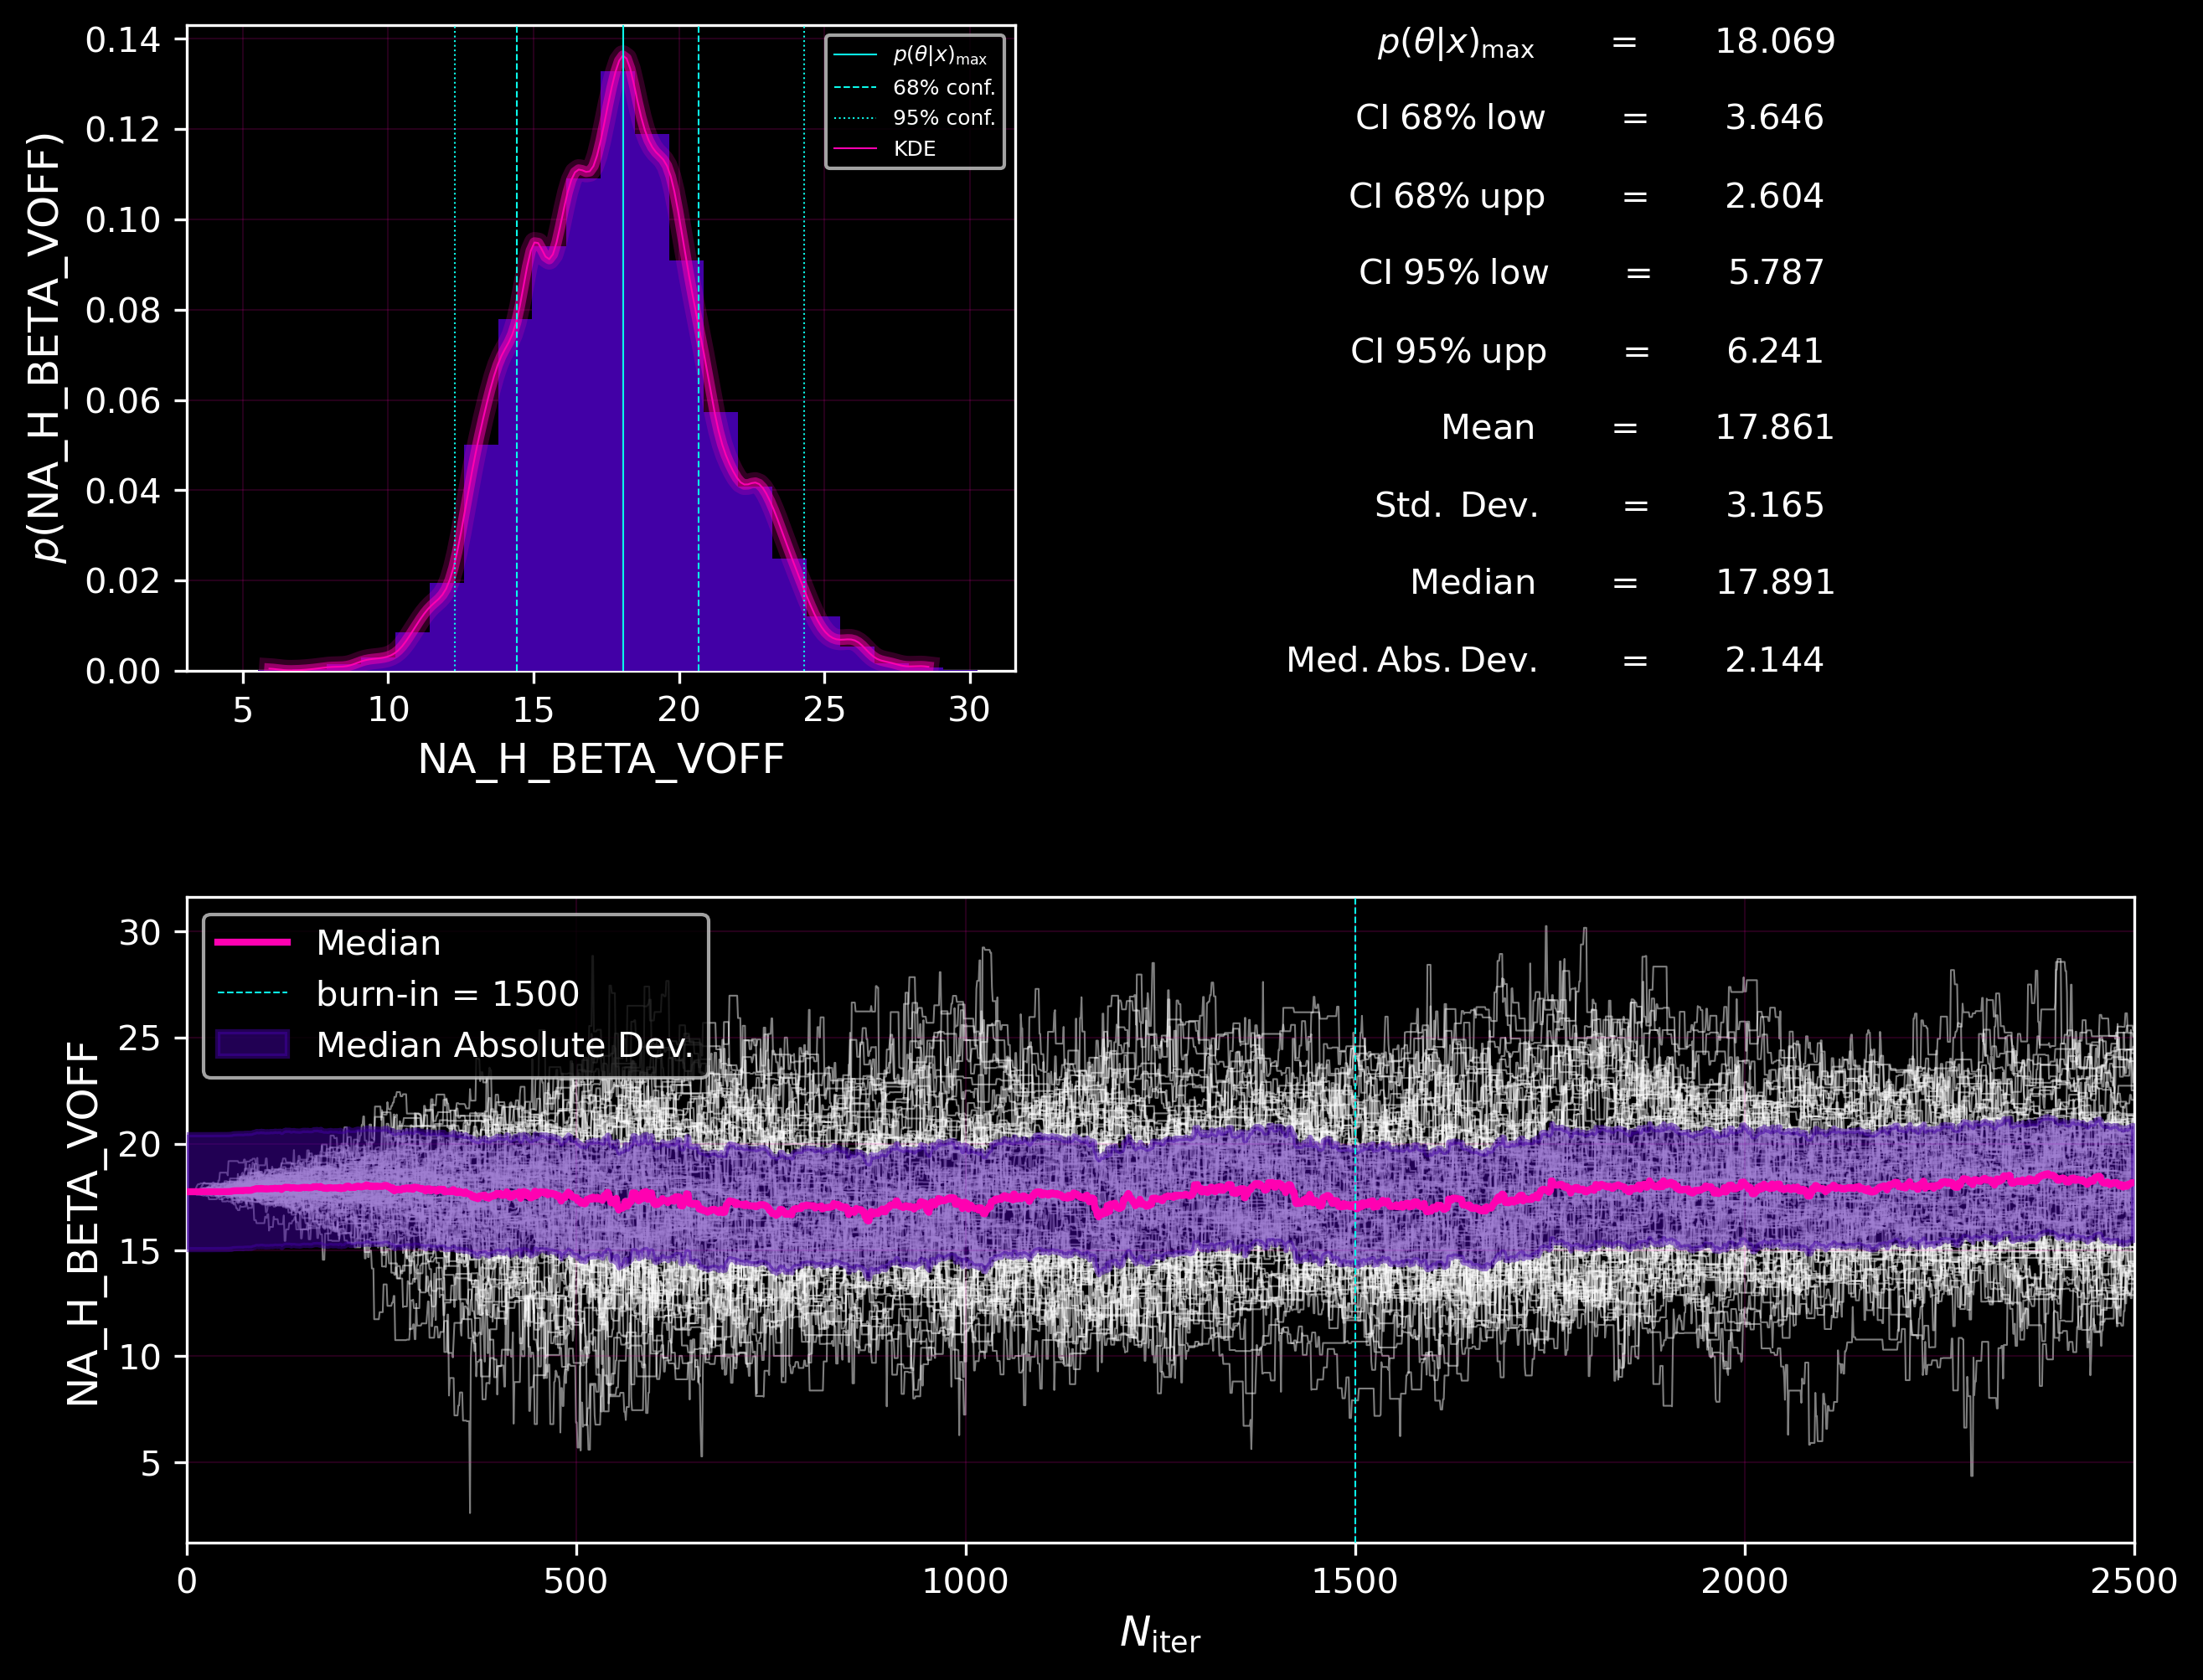 0.14
0.12
0.10
0.08
0.06
0.04
0.02
0.00
p(NA_H_BETA_VOFF)
5 10 15 20 25 30
NA_H_BETA_VOFF
p(θ|x)max
68% conf.
95% conf.
KDE
p(θ|x)max = 18.069
CI 68% low = 3.646
CI 68% upp = 2.604
CI 95% low = 5.787
CI 95% upp = 6.241
Mean = 17.861
Std. Dev. = 3.165
Median = 17.891
Med. Abs. Dev. = 2.144
30
25
20
15
10
5
NA_H_BETA_VOFF
Median
burn-in = 1500
Median Absolute Dev.
0 500 1000 1500 2000 2500
Niter